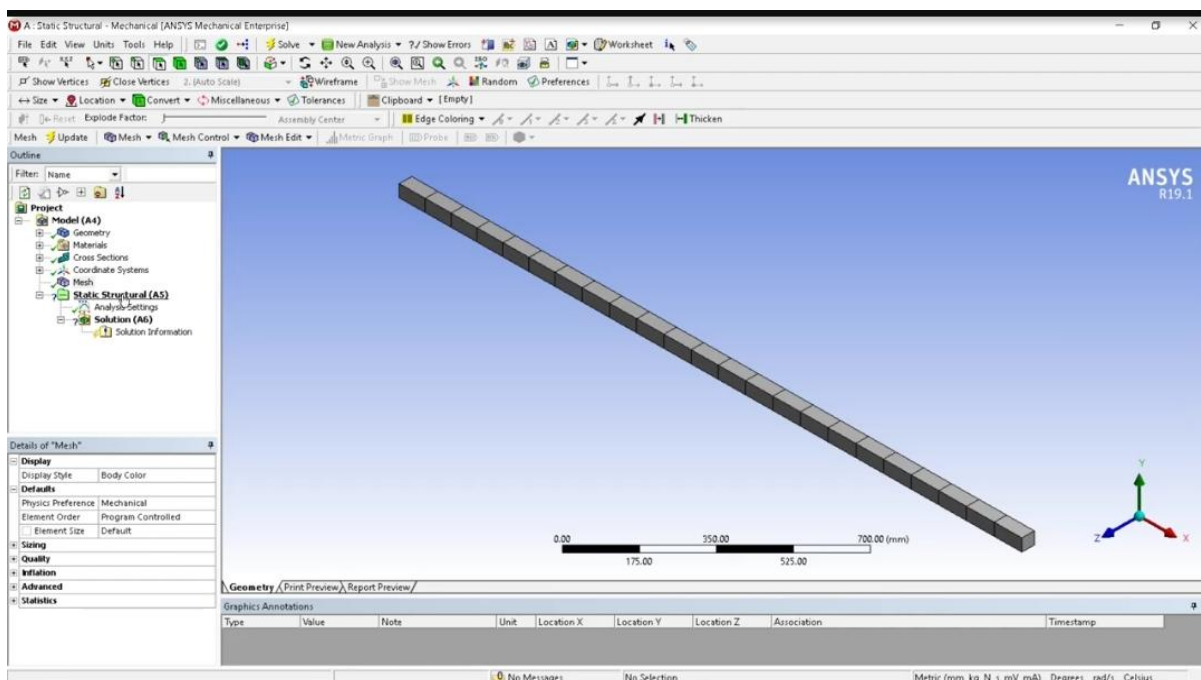 A : Static Structural - Mechanical [ANSYS Mechanical Enterprise]
File Edit View Units Tools Help Solve New Analysis ?/ Show Errors Worksheet
Show Vertices Close Vertices 2. (Auto Scale) Wireframe Show Mesh Random Preferences
Size Location Convert Miscellaneous Tolerances Clipboard [Empty]
Reset Explode Factor: Assembly Center Edge Coloring Thicken
Mesh Update Mesh Mesh Control Mesh Edit Metric Graph Probe
Outline
Filter: Name
Project
Model (A4)
Geometry
Materials
Cross Sections
Coordinate Systems
Mesh
Static Structural (A5)
Analysis Settings
Solution (A6)
Solution Information
ANSYS
R19.1
Details of "Mesh"
Display
Display Style Body Color
Defaults
Physics Preference Mechanical
Element Order Program Controlled
Element Size Default
Sizing
Quality
Inflation
Advanced
Statistics
0.00 350.00 700.00 (mm)
175.00 525.00
Y
Z X
Geometry Print Preview Report Preview
Graphics Annotations
Type Value Note Unit Location X Location Y Location Z Association Timestamp
No Messages No Selection Metric (mm, kg, N, s, mV, mA) Degrees rad/s Celsius